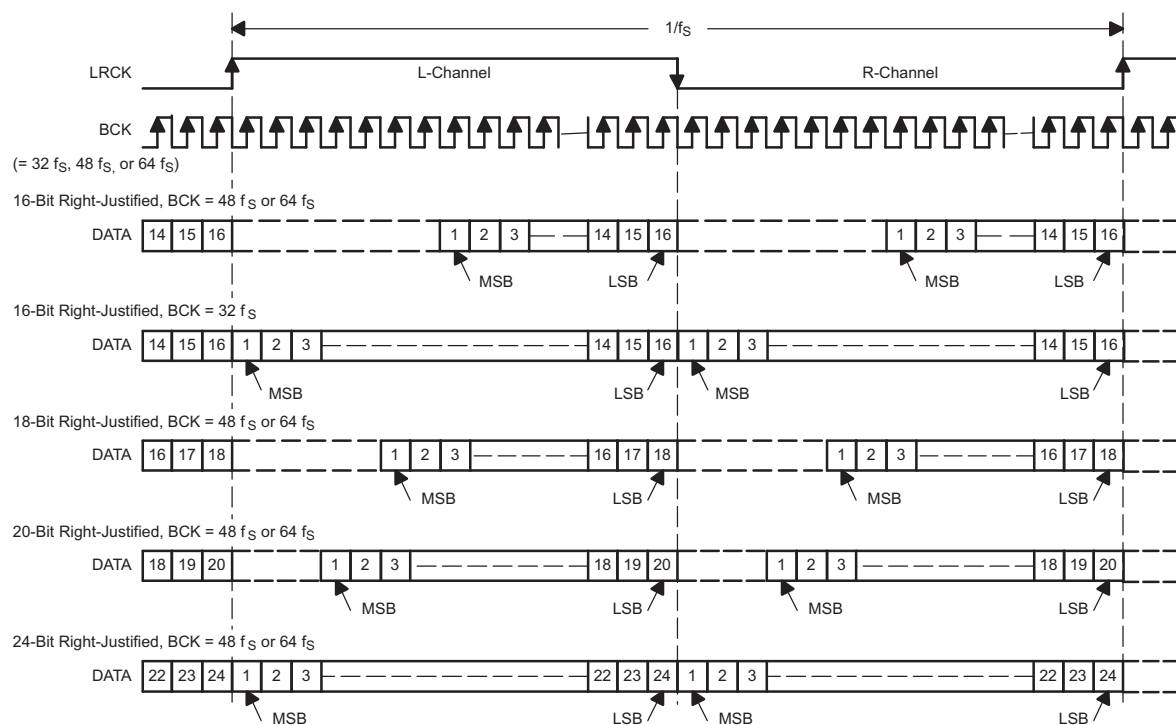 1/fS
LRCK L-Channel R-Channel
BCK
(= 32 fS, 48 fS, or 64 fS)
16-Bit Right-Justified, BCK = 48 fS or 64 fS
DATA 14 15 16 1 2 3 14 15 16 1 2 3 14 15 16
MSB LSB MSB LSB
16-Bit Right-Justified, BCK = 32 fS
DATA 14 15 16 1 2 3 14 15 16 1 2 3 14 15 16
MSB LSB MSB LSB
18-Bit Right-Justified, BCK = 48 fS or 64 fS
DATA 16 17 18 1 2 3 16 17 18 1 2 3 16 17 18
MSB LSB MSB LSB
20-Bit Right-Justified, BCK = 48 fS or 64 fS
DATA 18 19 20 1 2 3 18 19 20 1 2 3 18 19 20
MSB LSB MSB LSB
24-Bit Right-Justified, BCK = 48 fS or 64 fS
DATA 22 23 24 1 2 3 22 23 24 1 2 3 22 23 24
MSB LSB MSB LSB